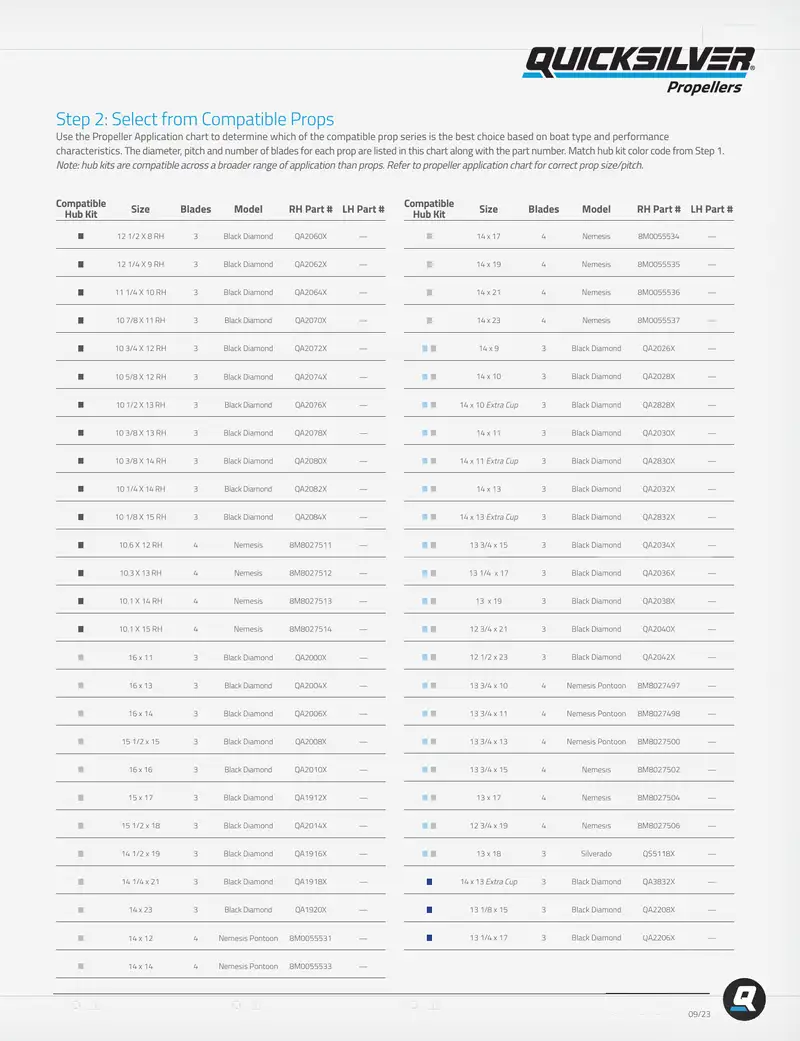 QUICKSILVER®
Propellers
Step 2: Select from Compatible Props
Use the Propeller Application chart to determine which of the compatible prop series is the best choice based on boat type and performance
characteristics. The diameter, pitch and number of blades for each prop are listed in this chart along with the part number. Match hub kit color code from Step 1.
Note: hub kits are compatible across a broader range of application than props. Refer to propeller application chart for correct prop size/pitch.
Compatible Hub Kit Size Blades Model RH Part # LH Part #
12 1/2 X 8 RH 3 Black Diamond QA2060X —
12 1/4 X 9 RH 3 Black Diamond QA2062X —
11 1/4 X 10 RH 3 Black Diamond QA2064X —
10 7/8 X 11 RH 3 Black Diamond QA2070X —
10 3/4 X 12 RH 3 Black Diamond QA2072X —
10 5/8 X 12 RH 3 Black Diamond QA2074X —
10 1/2 X 13 RH 3 Black Diamond QA2076X —
10 3/8 X 13 RH 3 Black Diamond QA2078X —
10 3/8 X 14 RH 3 Black Diamond QA2080X —
10 1/4 X 14 RH 3 Black Diamond QA2082X —
10 1/8 X 15 RH 3 Black Diamond QA2084X —
10.6 X 12 RH 4 Nemesis 8M8027511 —
10.3 X 13 RH 4 Nemesis 8M8027512 —
10.1 X 14 RH 4 Nemesis 8M8027513 —
10.1 X 15 RH 4 Nemesis 8M8027514 —
16 x 11 3 Black Diamond QA2000X —
16 x 13 3 Black Diamond QA2004X —
16 x 14 3 Black Diamond QA2006X —
15 1/2 x 15 3 Black Diamond QA2008X —
16 x 16 3 Black Diamond QA2010X —
15 x 17 3 Black Diamond QA1912X —
15 1/2 x 18 3 Black Diamond QA2014X —
14 1/2 x 19 3 Black Diamond QA1916X —
14 1/4 x 21 3 Black Diamond QA1918X —
14 x 23 3 Black Diamond QA1920X —
14 x 12 4 Nemesis Pontoon 8M0055531 —
14 x 14 4 Nemesis Pontoon 8M0055533 —
Compatible Hub Kit Size Blades Model RH Part # LH Part #
14 x 17 4 Nemesis 8M0055534 —
14 x 19 4 Nemesis 8M0055535 —
14 x 21 4 Nemesis 8M0055536 —
14 x 23 4 Nemesis 8M0055537 —
14 x 9 3 Black Diamond QA2026X —
14 x 10 3 Black Diamond QA2028X —
14 x 10 Extra Cup 3 Black Diamond QA2828X —
14 x 11 3 Black Diamond QA2030X —
14 x 11 Extra Cup 3 Black Diamond QA2830X —
14 x 13 3 Black Diamond QA2032X —
14 x 13 Extra Cup 3 Black Diamond QA2832X —
13 3/4 x 15 3 Black Diamond QA2034X —
13 1/4 x 17 3 Black Diamond QA2036X —
13 x 19 3 Black Diamond QA2038X —
12 3/4 x 21 3 Black Diamond QA2040X —
12 1/2 x 23 3 Black Diamond QA2042X —
13 3/4 x 10 4 Nemesis Pontoon 8M8027497 —
13 3/4 x 11 4 Nemesis Pontoon 8M8027498 —
13 3/4 x 13 4 Nemesis Pontoon 8M8027500 —
13 3/4 x 15 4 Nemesis 8M8027502 —
13 x 17 4 Nemesis 8M8027504 —
12 3/4 x 19 4 Nemesis 8M8027506 —
13 x 18 3 Silverado QS5118X —
14 x 13 Extra Cup 3 Black Diamond QA3832X —
13 1/8 x 15 3 Black Diamond QA2208X —
13 1/4 x 17 3 Black Diamond QA2206X —
09/23